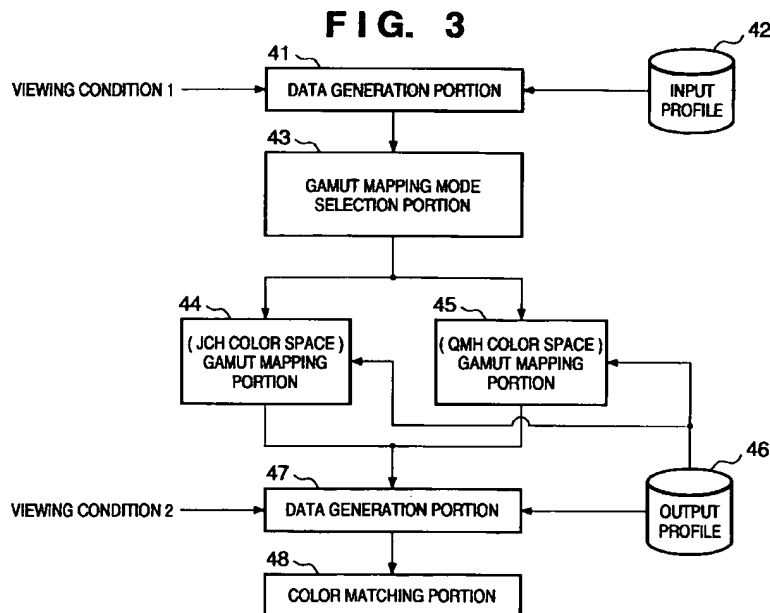 FIG. 3
41
42
VIEWING CONDITION 1
DATA GENERATION PORTION
INPUT
PROFILE
43
GAMUT MAPPING MODE
SELECTION PORTION
44
45
( JCH COLOR SPACE )
GAMUT MAPPING
PORTION
( QMH COLOR SPACE )
GAMUT MAPPING
PORTION
46
47
VIEWING CONDITION 2
DATA GENERATION PORTION
OUTPUT
PROFILE
48
COLOR MATCHING PORTION